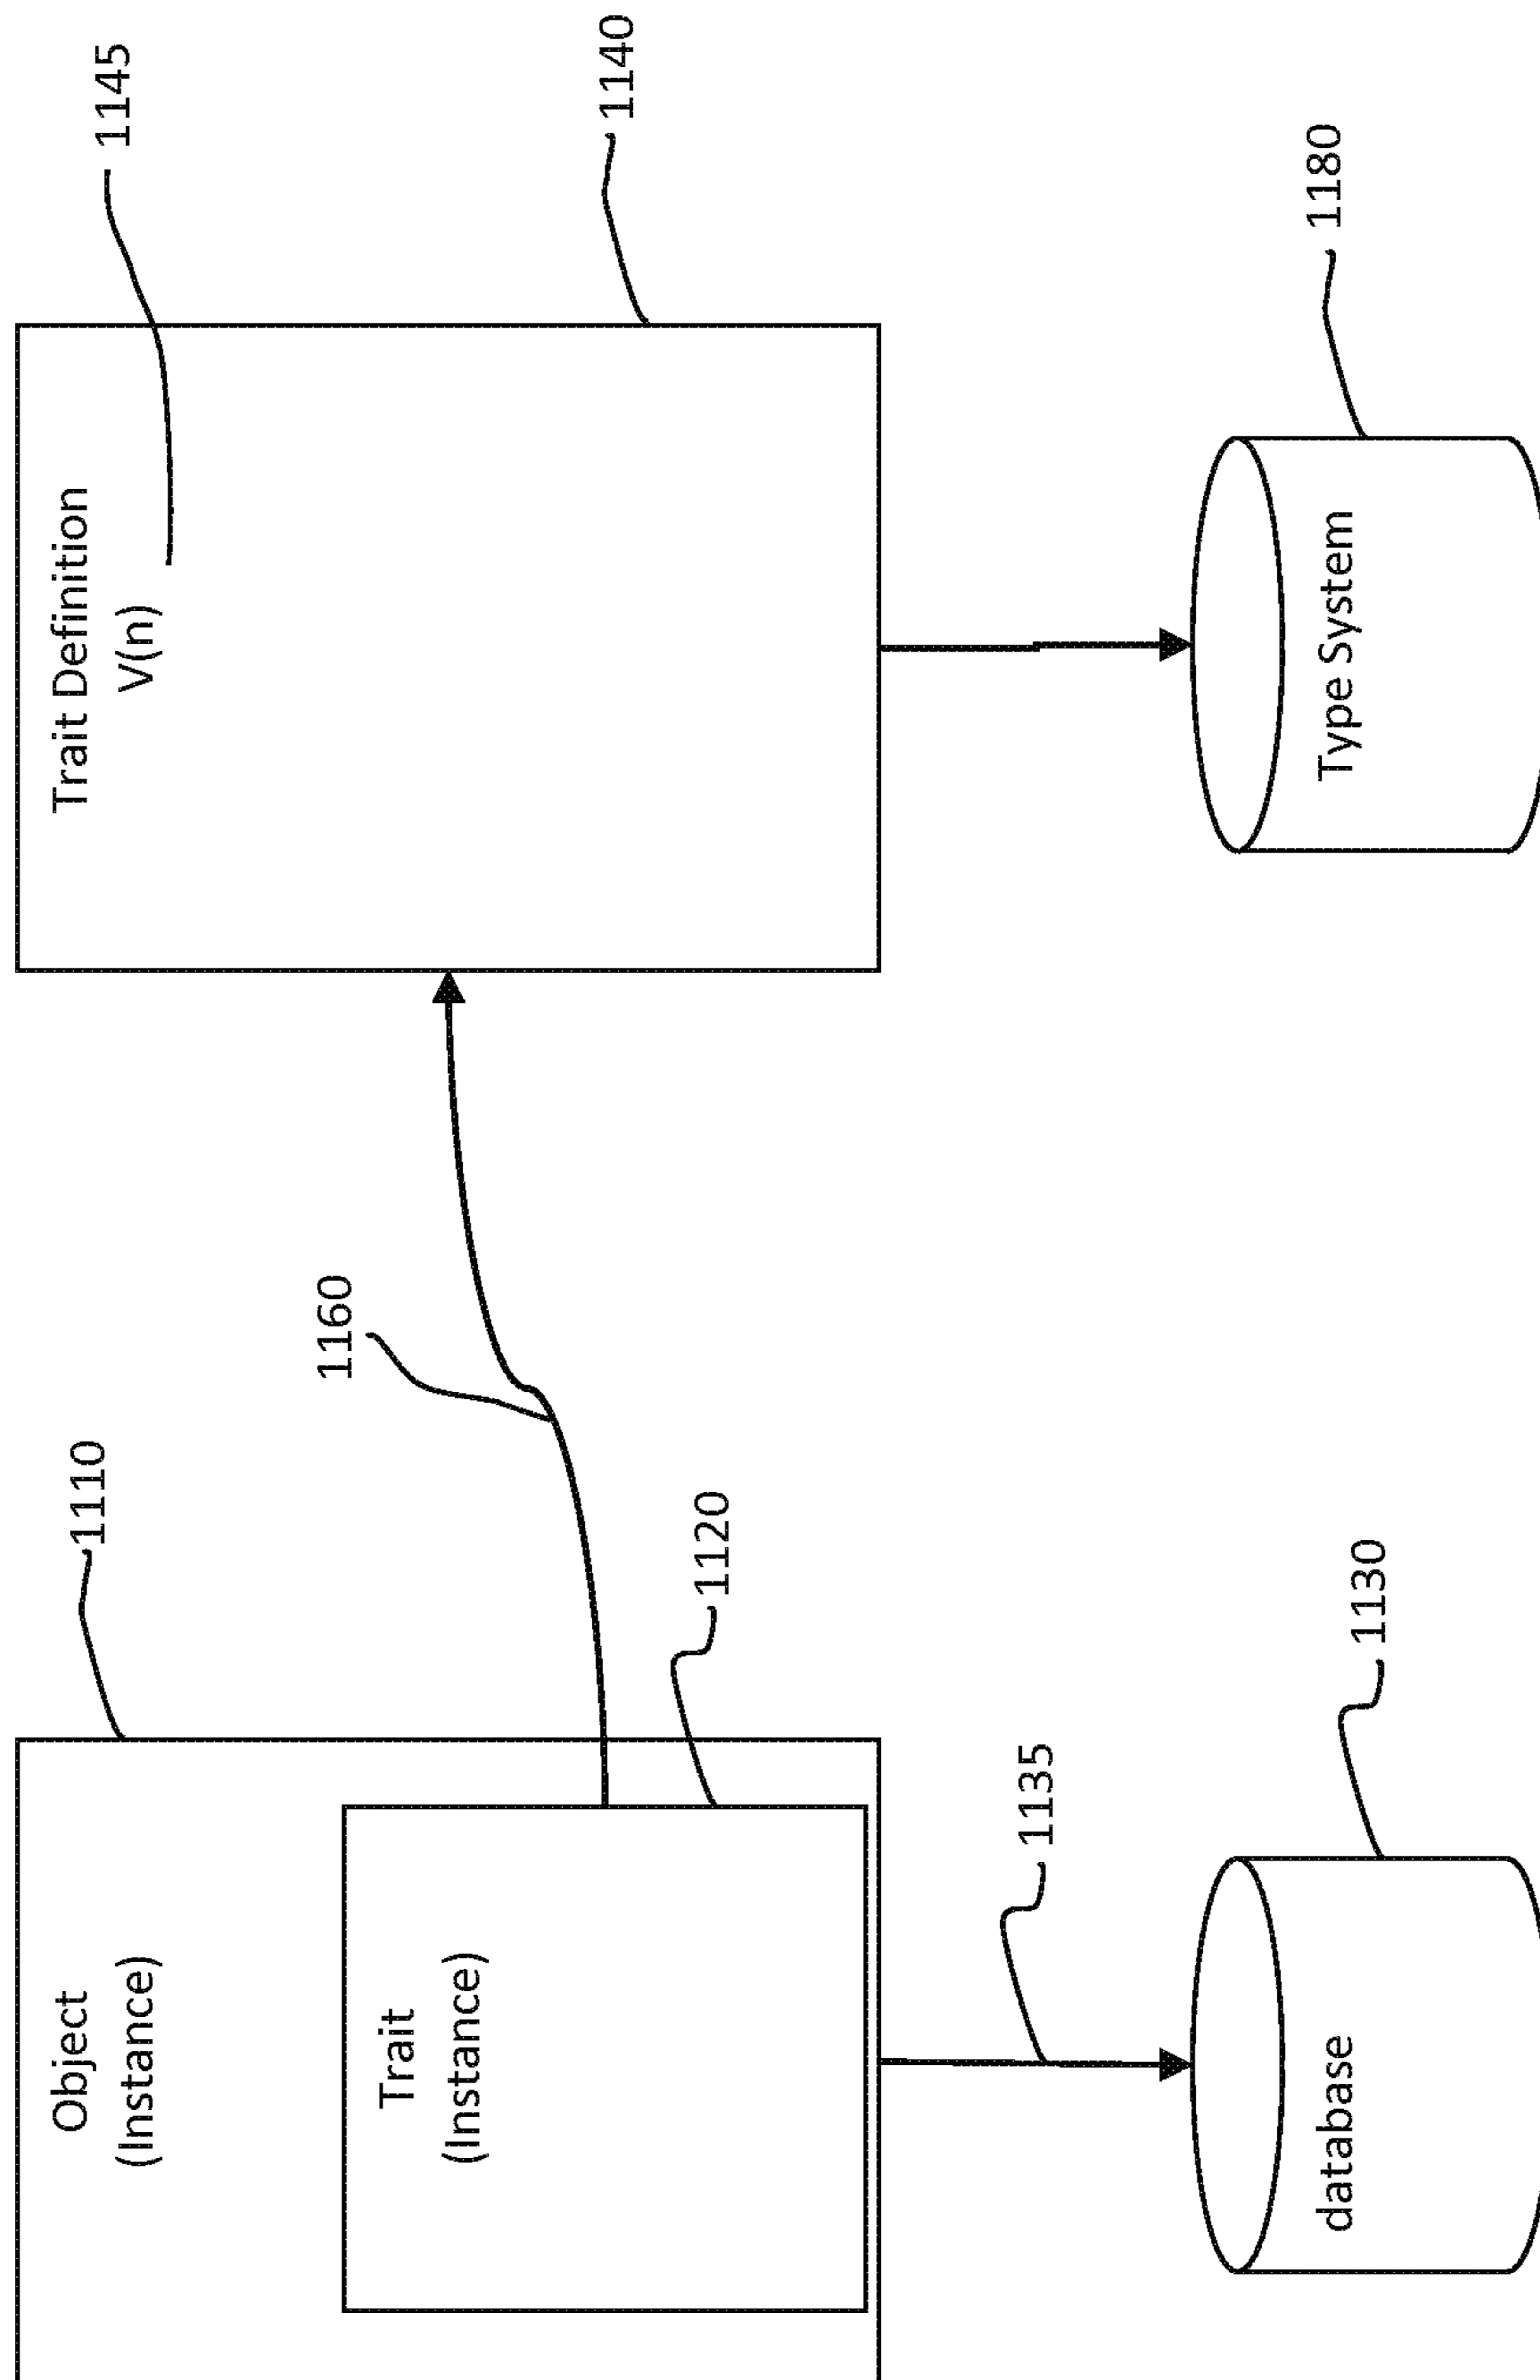 Object
(Instance)
1110
Trait
(Instance)
1120
1160
Trait Definition
V(n)
1145
1140
1135
database
1130
Type System
1180